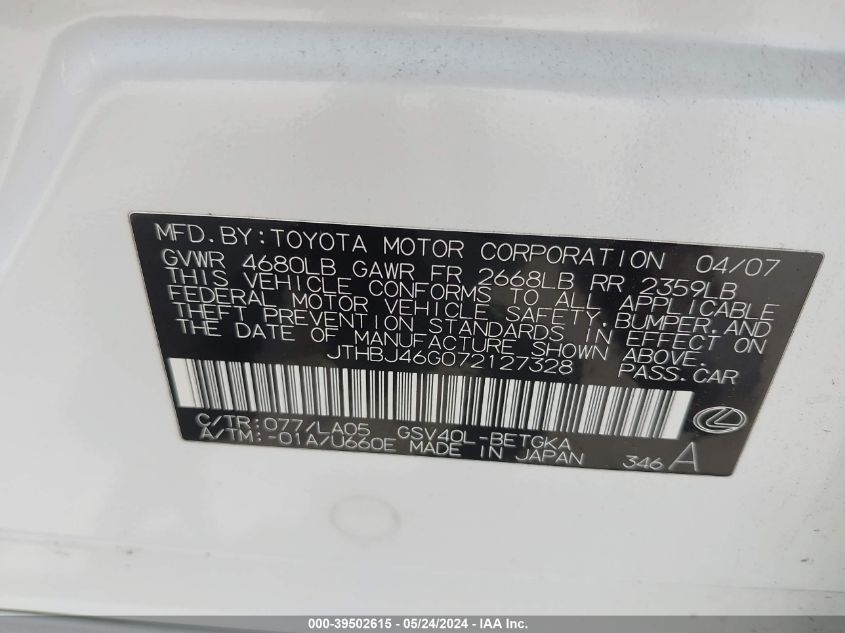 MFD.BY:TOYOTA MOTOR CORPORATION 04/07
GVWR 4680LB GAWR FR 2668LB RR 2359LB
THIS VEHICLE CONFORMS TO ALL APPLICABLE
FEDERAL MOTOR VEHICLE SAFETY,BUMPER,AND
THEFT PREVENTION STANDARDS IN EFFECT ON
THE DATE OF MANUFACTURE SHOWN ABOVE.
JTHBJ46G072127328 PASS.CAR
C/TR:077/LA05 GSV40L-BETGKA
A/TM:-01A/U660E MADE IN JAPAN 346 A
000-39502615 - 05/24/2024 - IAA Inc.